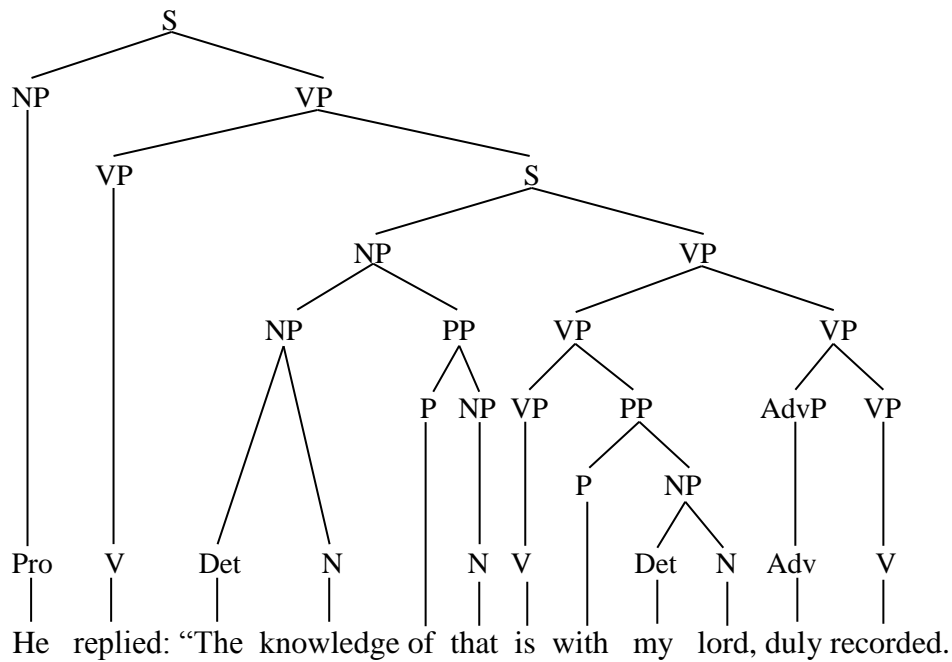 S
NP VP
VP S
NP VP
NP PP VP VP
P NP VP PP AdvP VP
P NP
Pro V Det N N V Det N Adv V
He replied: “The knowledge of that is with my lord, duly recorded.